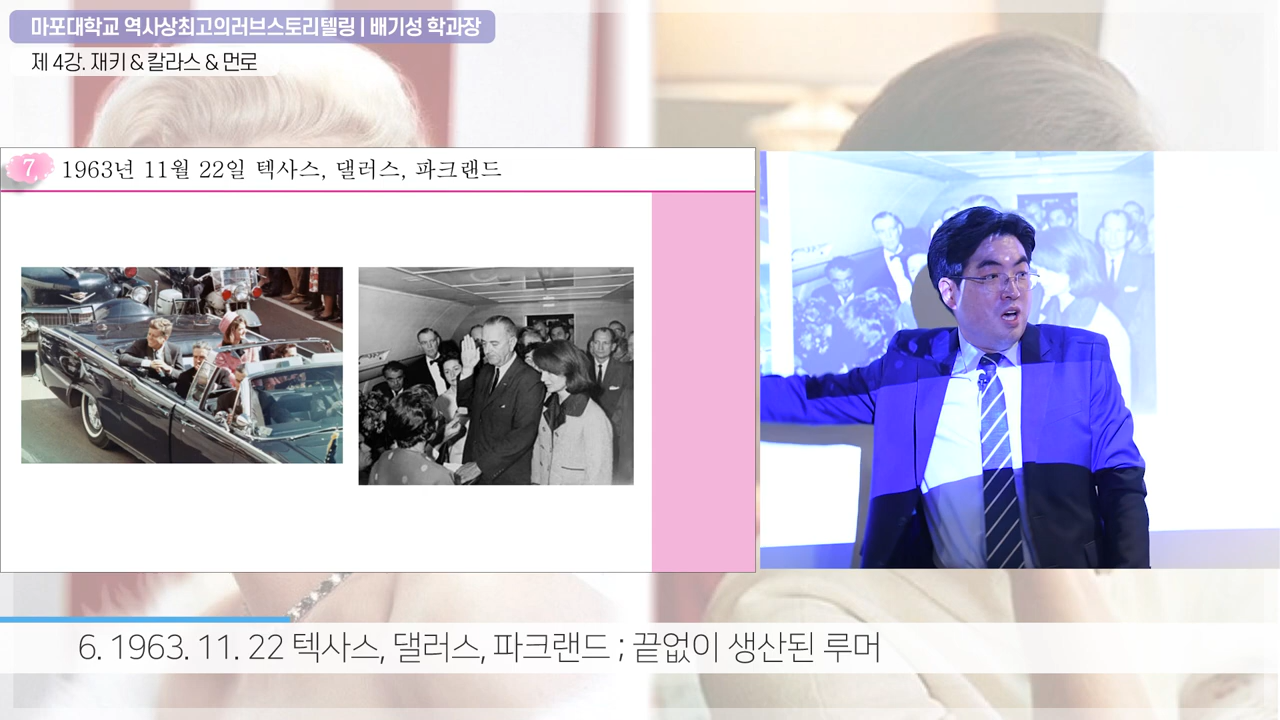 마포대학교 역사상최고의러브스토리텔링 | 배기성 학과장
제 4강. 재키 & 칼라스 & 먼로
7 1963년 11월 22일 텍사스, 댈러스, 파크랜드
6. 1963. 11. 22 텍사스, 댈러스, 파크랜드 ; 끝없이 생산된 루머